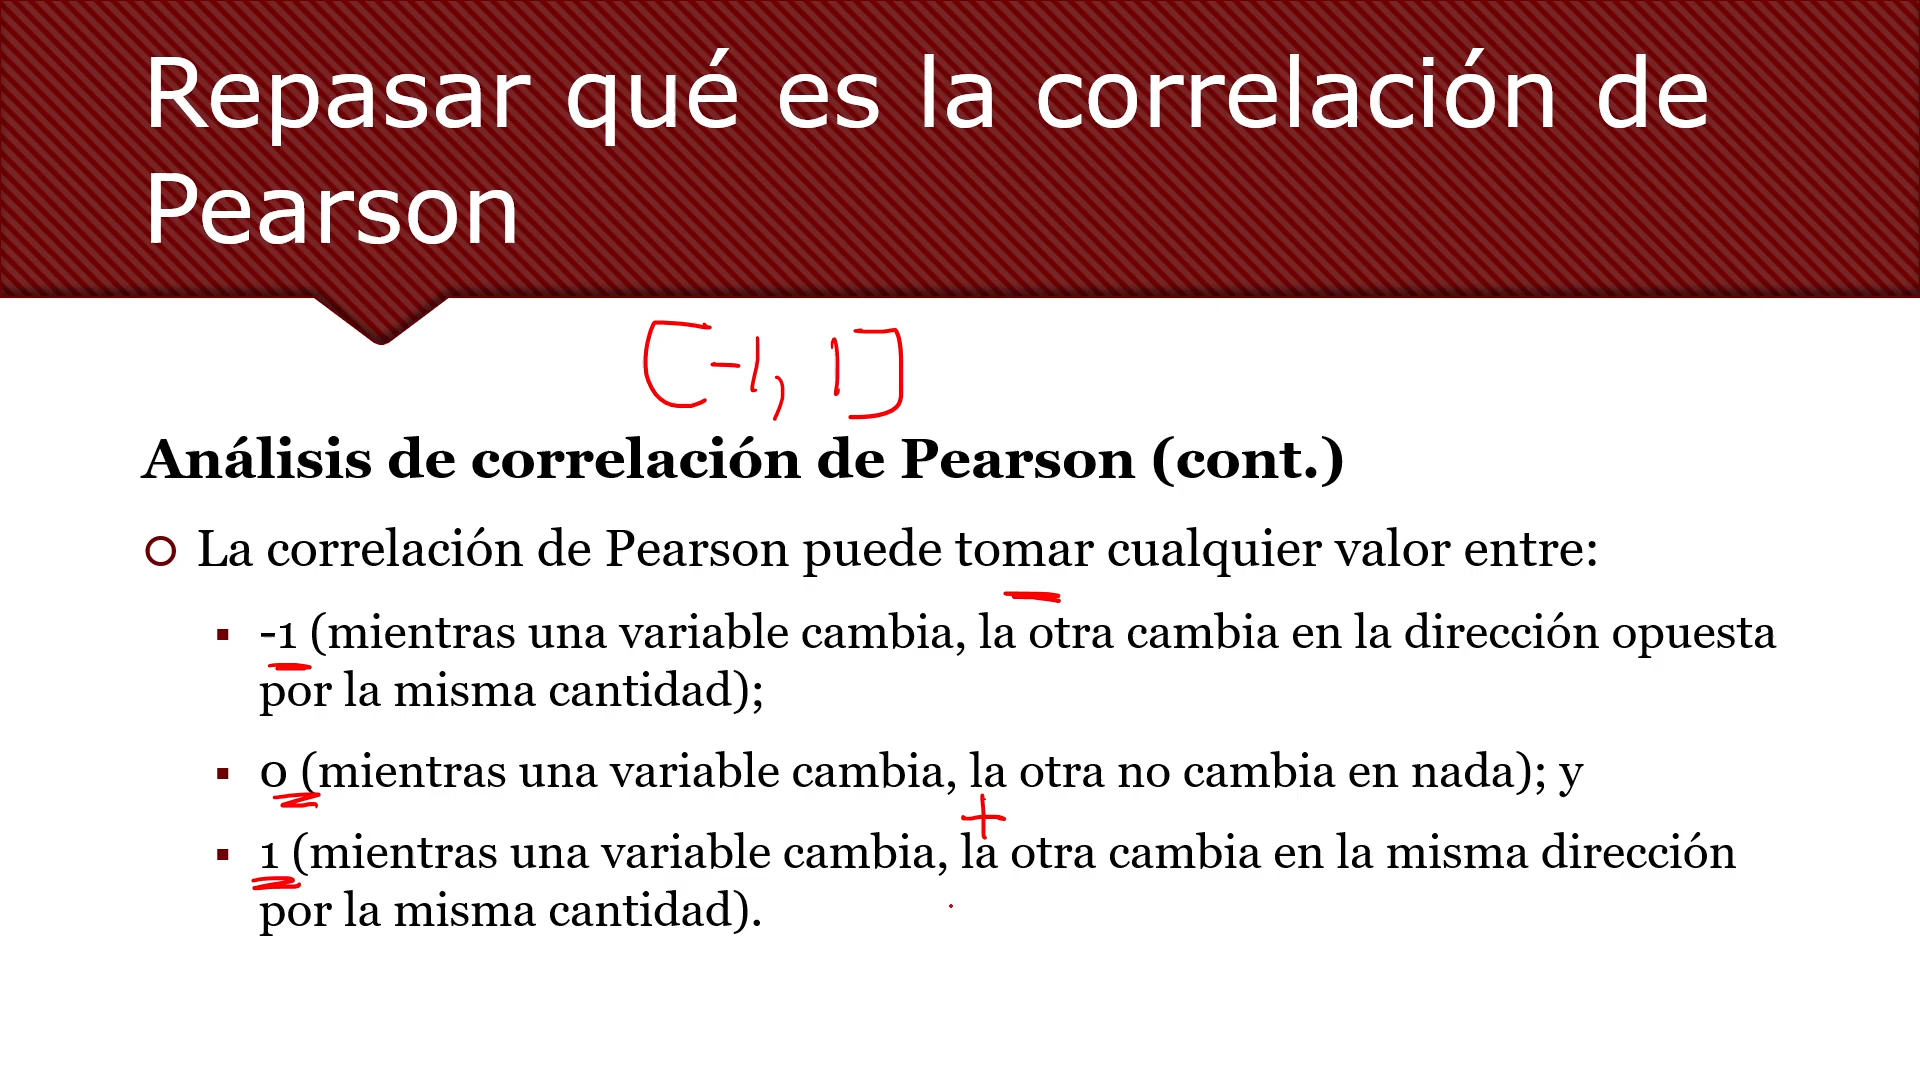 Repasar qué es la correlación de
Pearson
[-1, 1]
Análisis de correlación de Pearson (cont.)
La correlación de Pearson puede tomar cualquier valor entre:
-
-1 (mientras una variable cambia, la otra cambia en la dirección opuesta
por la misma cantidad);
0 (mientras una variable cambia, la otra no cambia en nada); y
+
1 (mientras una variable cambia, la otra cambia en la misma dirección
por la misma cantidad).